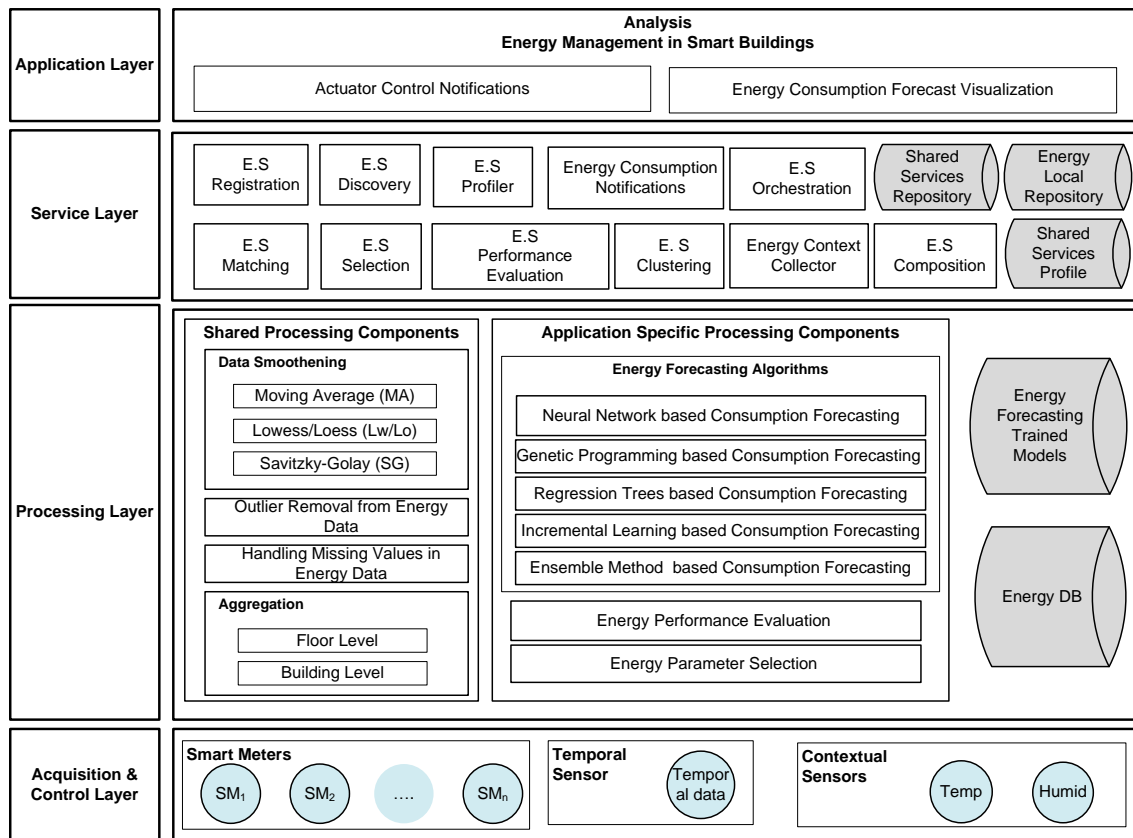 Application Layer
Analysis
Energy Management in Smart Buildings
Actuator Control Notifications
Energy Consumption Forecast Visualization
Service Layer
E.S
Registration
E.S
Discovery
E.S
Profiler
Energy Consumption
Notifications
E.S
Orchestration
Shared
Services
Repository
Energy
Local
Repository
E.S
Matching
E.S
Selection
E.S
Performance
Evaluation
E. S
Clustering
Energy Context
Collector
E.S
Composition
Shared
Services
Profile
Processing Layer
Shared Processing Components
Data Smoothening
Moving Average (MA)
Lowess/Loess (Lw/Lo)
Savitzky-Golay (SG)
Outlier Removal from Energy
Data
Handling Missing Values in
Energy Data
Aggregation
Floor Level
Building Level
Application Specific Processing Components
Energy Forecasting Algorithms
Neural Network based Consumption Forecasting
Genetic Programming based Consumption Forecasting
Regression Trees based Consumption Forecasting
Incremental Learning based Consumption Forecasting
Ensemble Method  based Consumption Forecasting
Energy Performance Evaluation
Energy Parameter Selection
Energy
Forecasting
Trained
Models
Energy DB
Acquisition &
Control Layer
Smart Meters
SM₁
SM₂
....
SMₙ
Temporal
Sensor
Tempor
al data
Contextual
Sensors
Temp
Humid